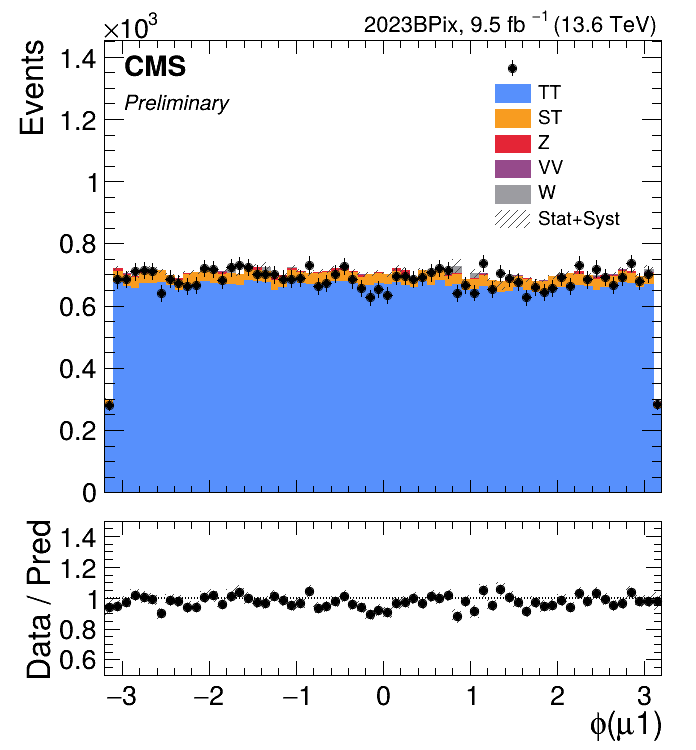 ×10³
2023BPix, 9.5 fb ⁻¹ (13.6 TeV)
Events
CMS
Preliminary
TT
ST
Z
VV
W
Stat+Syst
1.4
1.2
1
0.8
0.6
0.4
0.2
0
Data / Pred
1.4
1.2
1
0.8
0.6
−3 −2 −1 0 1 2 3
ϕ(μ1)